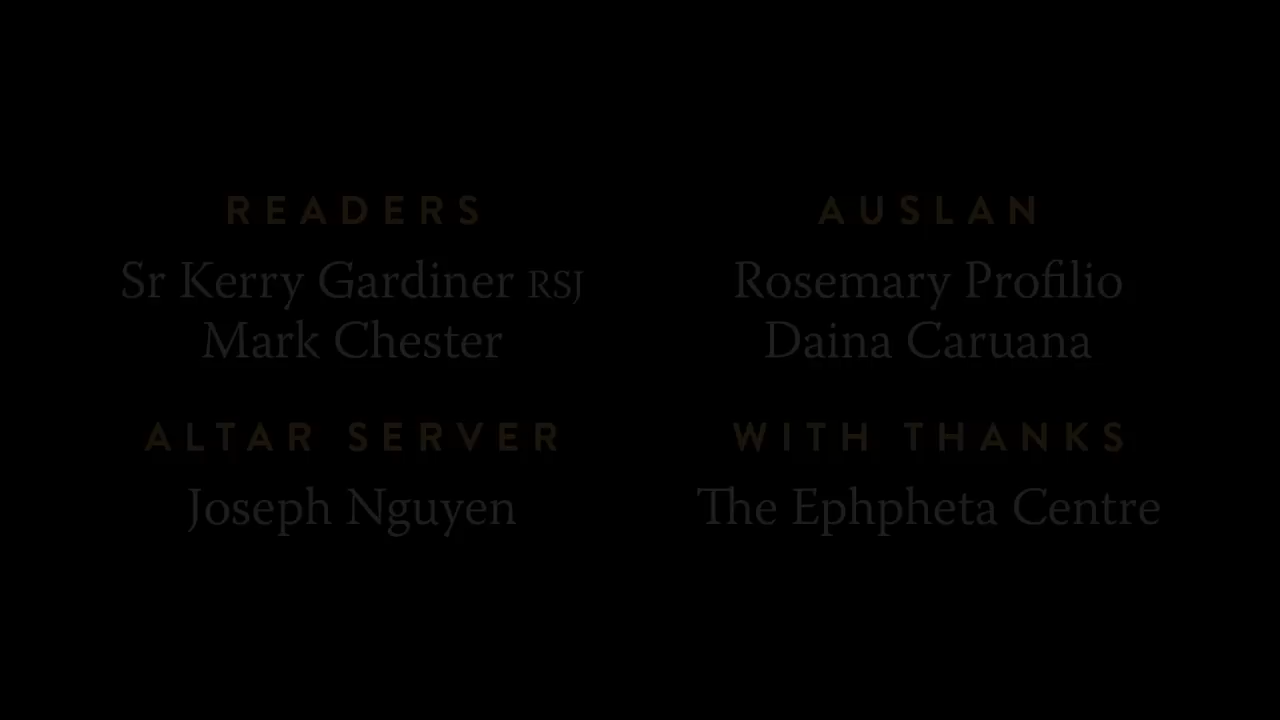 READERS
Sr Kerry Gardiner RSJ
Mark Chester
ALTAR SERVER
Joseph Nguyen
AUSLAN
Rosemary Profilio
Daina Caruana
WITH THANKS
The Ephpheta Centre